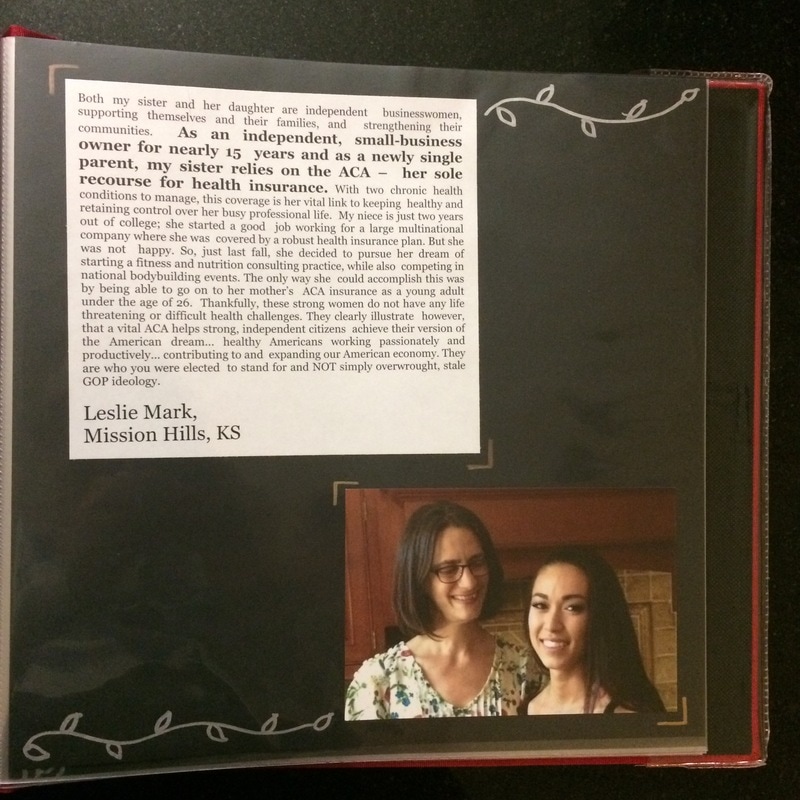 Both my sister and her daughter are independent businesswomen,
supporting themselves and their families, and strengthening their
communities. As an independent, small-business
owner for nearly 15 years and as a newly single
parent, my sister relies on the ACA – her sole
recourse for health insurance. With two chronic health
conditions to manage, this coverage is her vital link to keeping healthy and
retaining control over her busy professional life. My niece is just two years
out of college; she started a good job working for a large multinational
company where she was covered by a robust health insurance plan. But she
was not happy. So, just last fall, she decided to pursue her dream of
starting a fitness and nutrition consulting practice, while also competing in
national bodybuilding events. The only way she could accomplish this was
by being able to go on to her mother's ACA insurance as a young adult
under the age of 26. Thankfully, these strong women do not have any life
threatening or difficult health challenges. They clearly illustrate however,
that a vital ACA helps strong, independent citizens achieve their version of
the American dream... healthy Americans working passionately and
productively... contributing to and expanding our American economy. They
are who you were elected to stand for and NOT simply overwrought, stale
GOP ideology.
Leslie Mark,
Mission Hills, KS